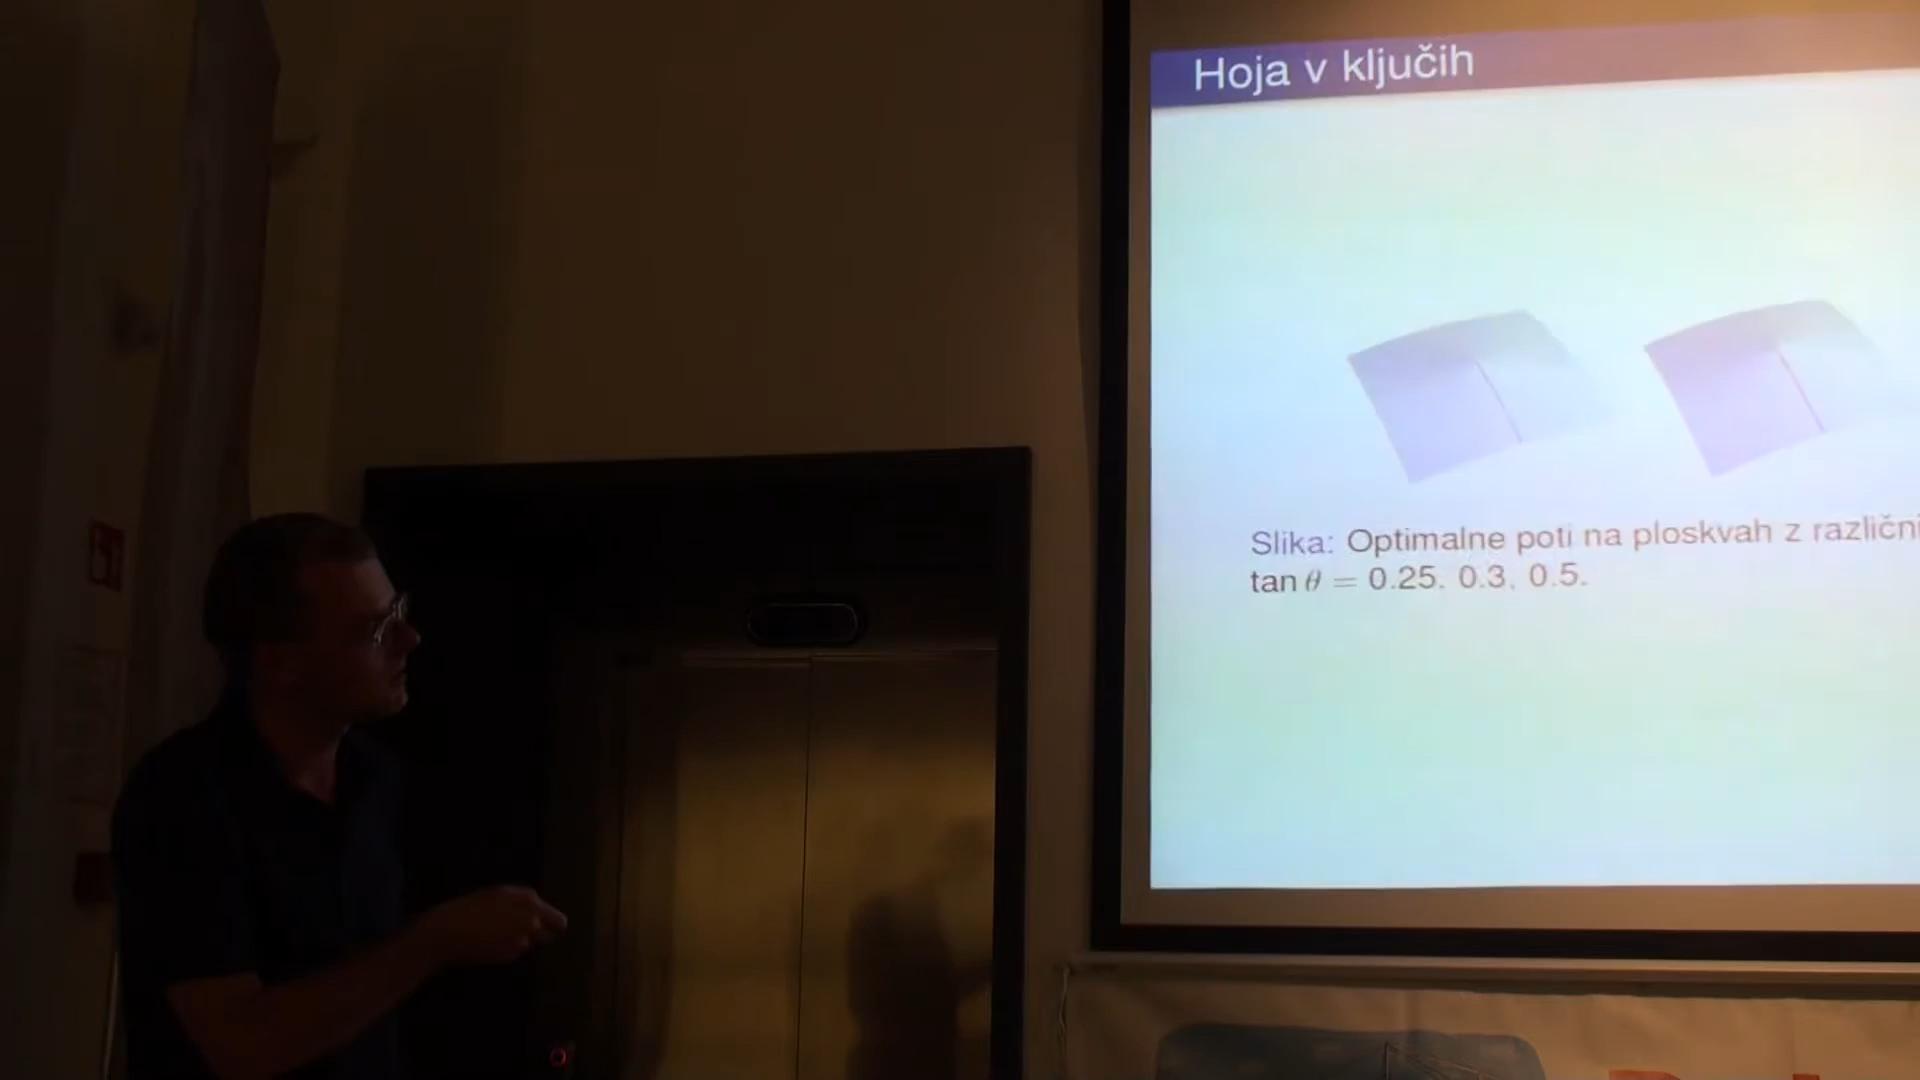 Hoja v ključih
Slika: Optimalne poti na ploskvah z različni
tan θ = 0.25, 0.3, 0.5.